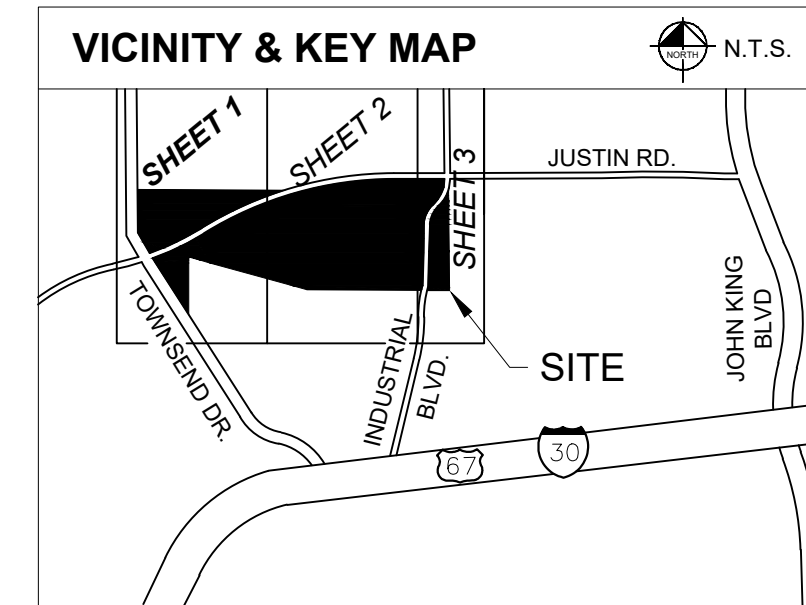 VICINITY & KEY MAP
NORTH
N.T.S.
SHEET 1
SHEET 2
SHEET 3
JUSTIN RD.
TOWNSEND DR.
INDUSTRIAL
BLVD.
JOHN KING
BLVD
SITE
67
30